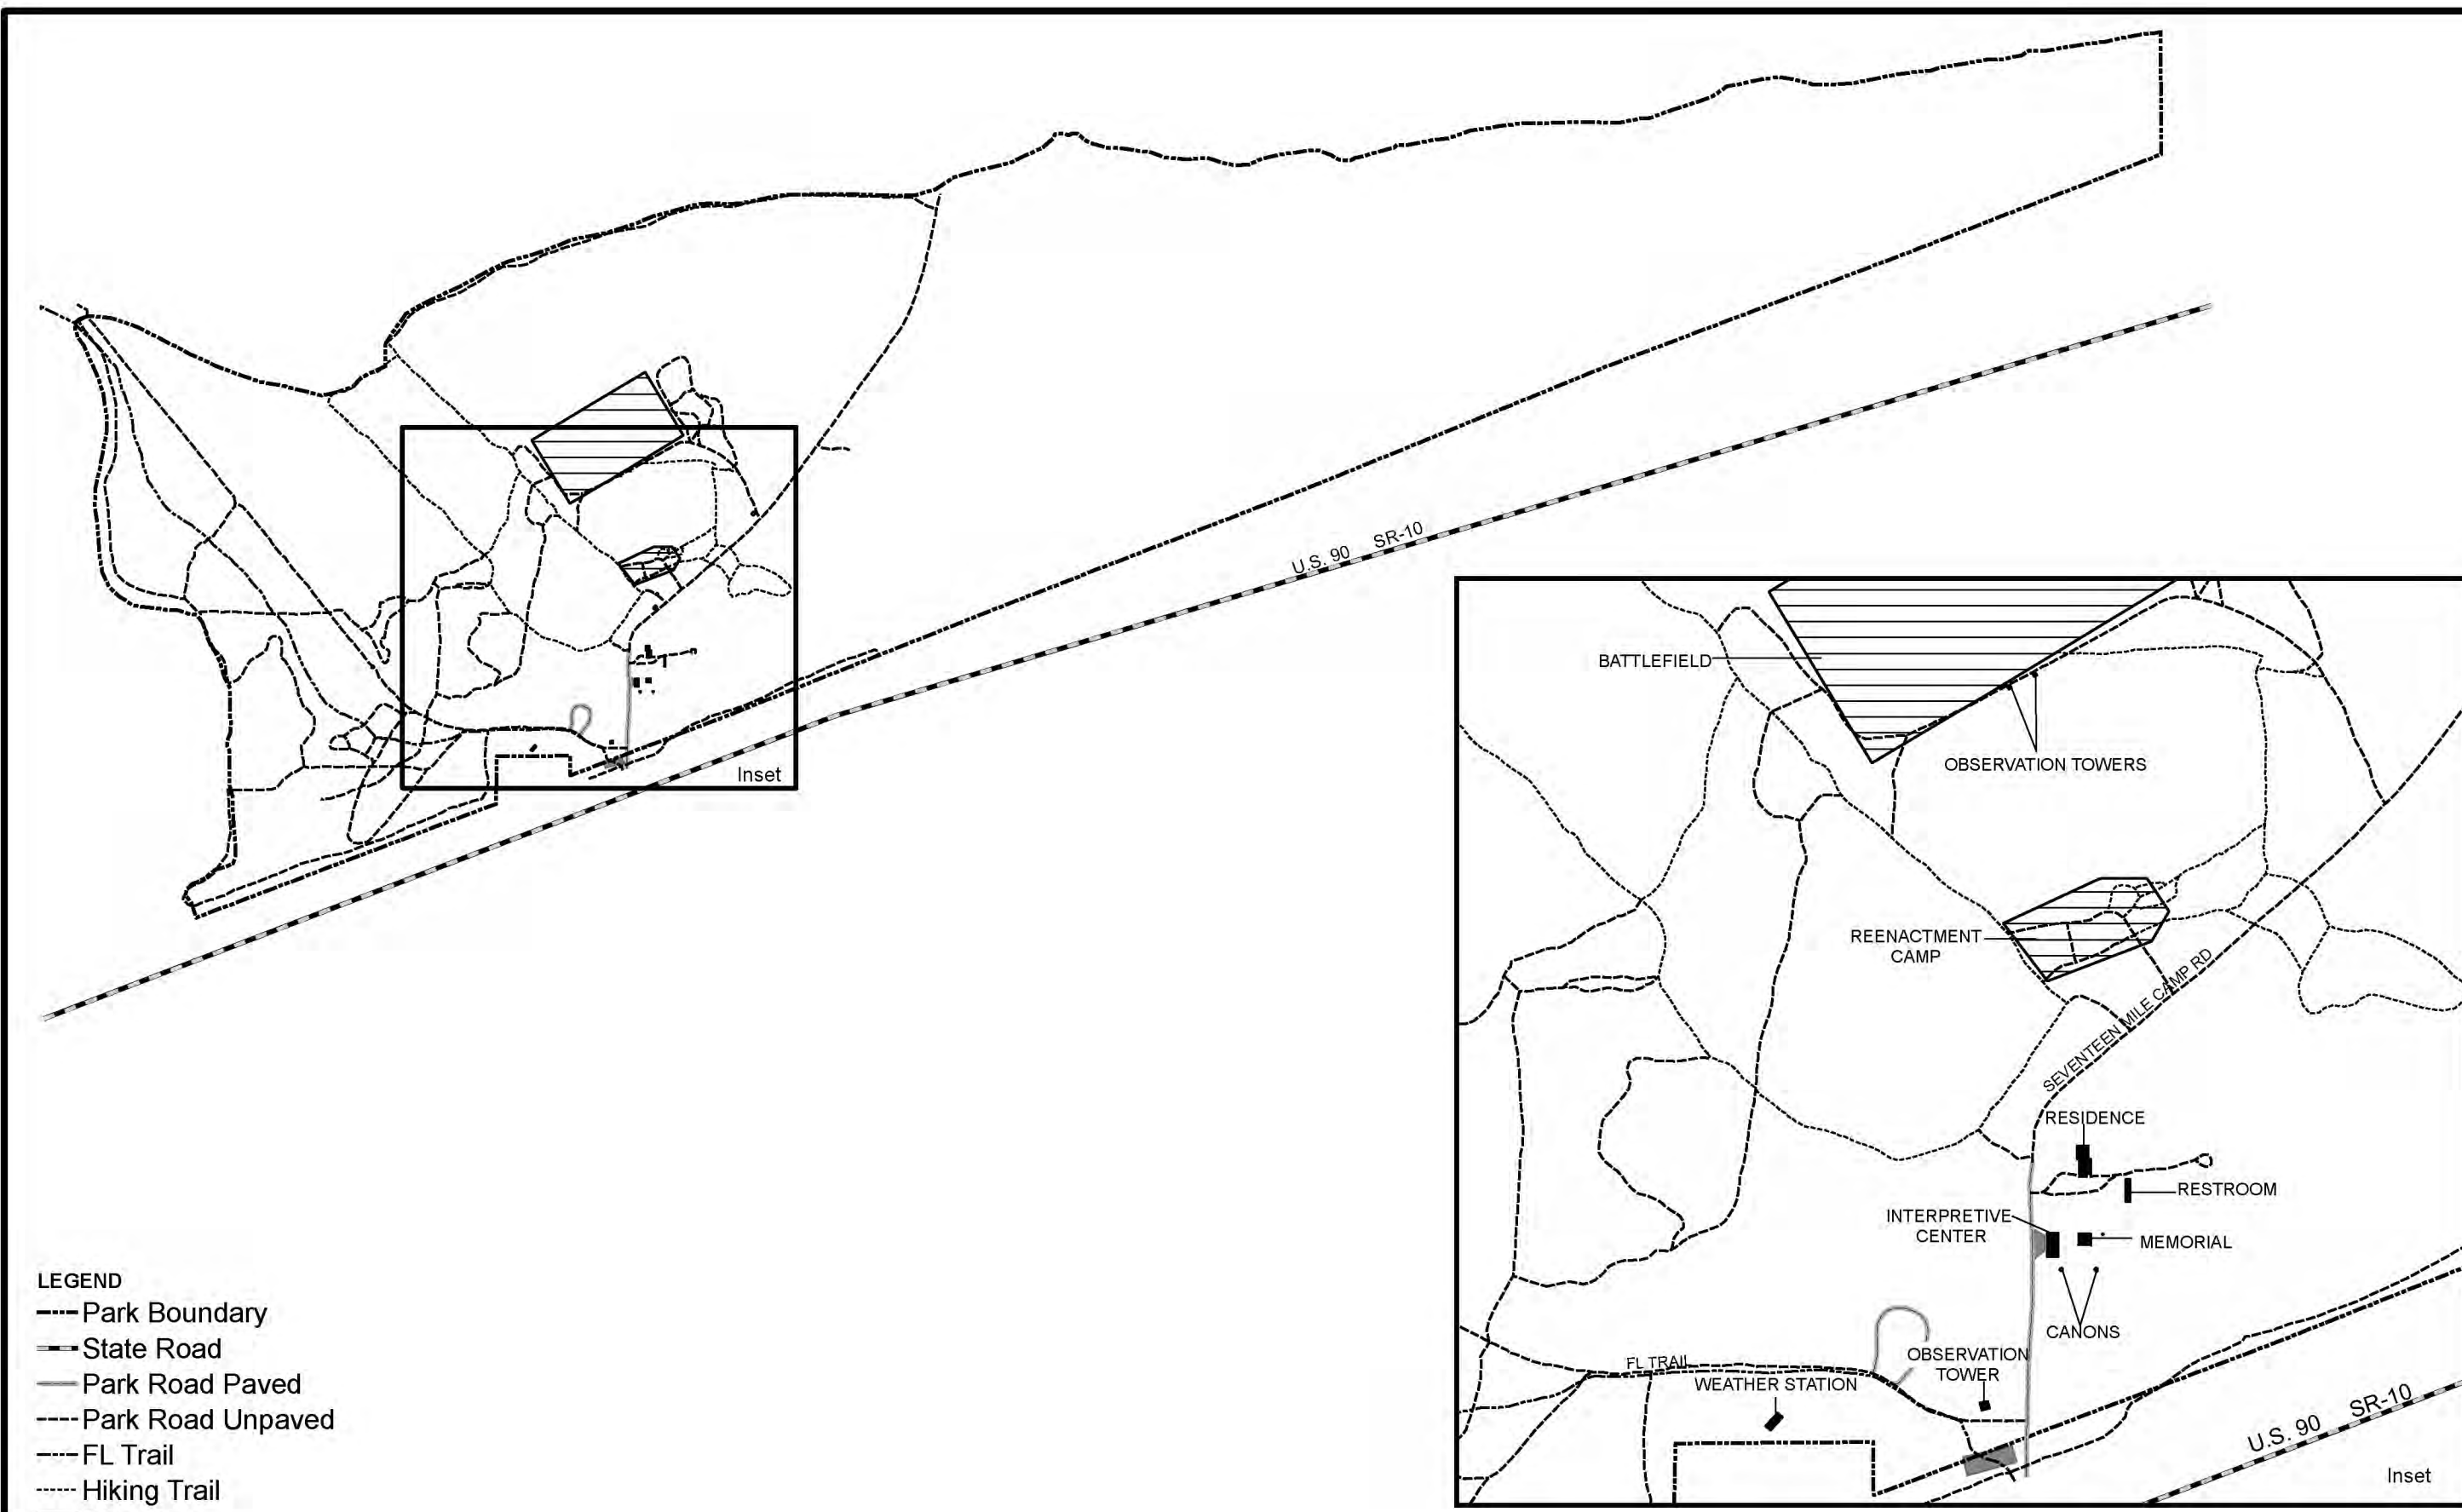 U.S. 90 SR-10
Inset
BATTLEFIELD
OBSERVATION TOWERS
REENACTMENT
CAMP
SEVENTEEN MILE CAMP RD
RESIDENCE
RESTROOM
INTERPRETIVE
CENTER
MEMORIAL
CANONS
FL TRAIL
OBSERVATION
TOWER
WEATHER STATION
U.S. 90 SR-10
Inset
LEGEND
Park Boundary
State Road
Park Road Paved
Park Road Unpaved
FL Trail
Hiking Trail